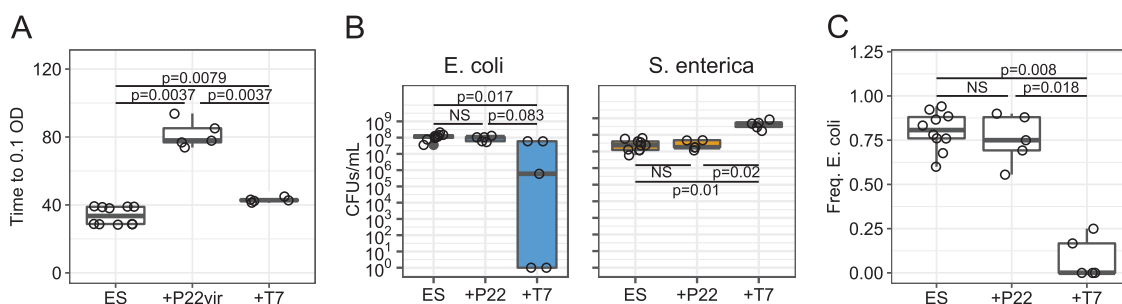 A
Time to 0.1 OD
120
80
40
0
p=0.0079
p=0.0037
p=0.0037
ES
+P22vir
+T7
B
E. coli
S. enterica
CFUs/mL
10⁹
10⁸
10⁷
10⁶
10⁵
10⁴
10³
10²
10¹
10⁰
p=0.017
NS
p=0.083
NS
p=0.02
p=0.01
ES
+P22
+T7
ES
+P22
+T7
C
Freq. E. coli
1.25
1.00
0.75
0.50
0.25
0.00
p=0.008
NS
p=0.018
ES
+P22
+T7